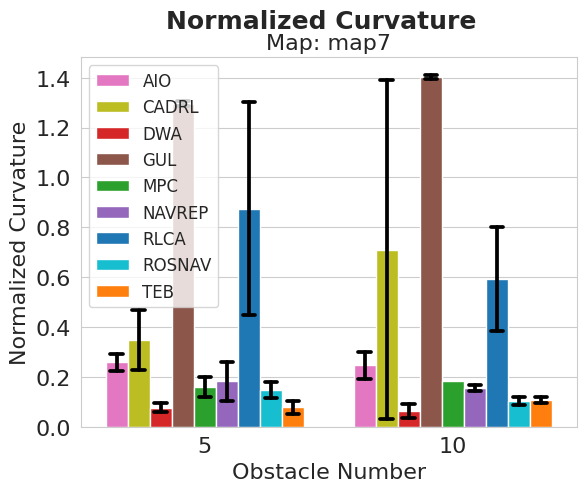 Normalized Curvature
Map: map7
Normalized Curvature
1.4
1.2
1.0
0.8
0.6
0.4
0.2
0.0
AIO
CADRL
DWA
GUL
MPC
NAVREP
RLCA
ROSNAV
TEB
5
10
Obstacle Number